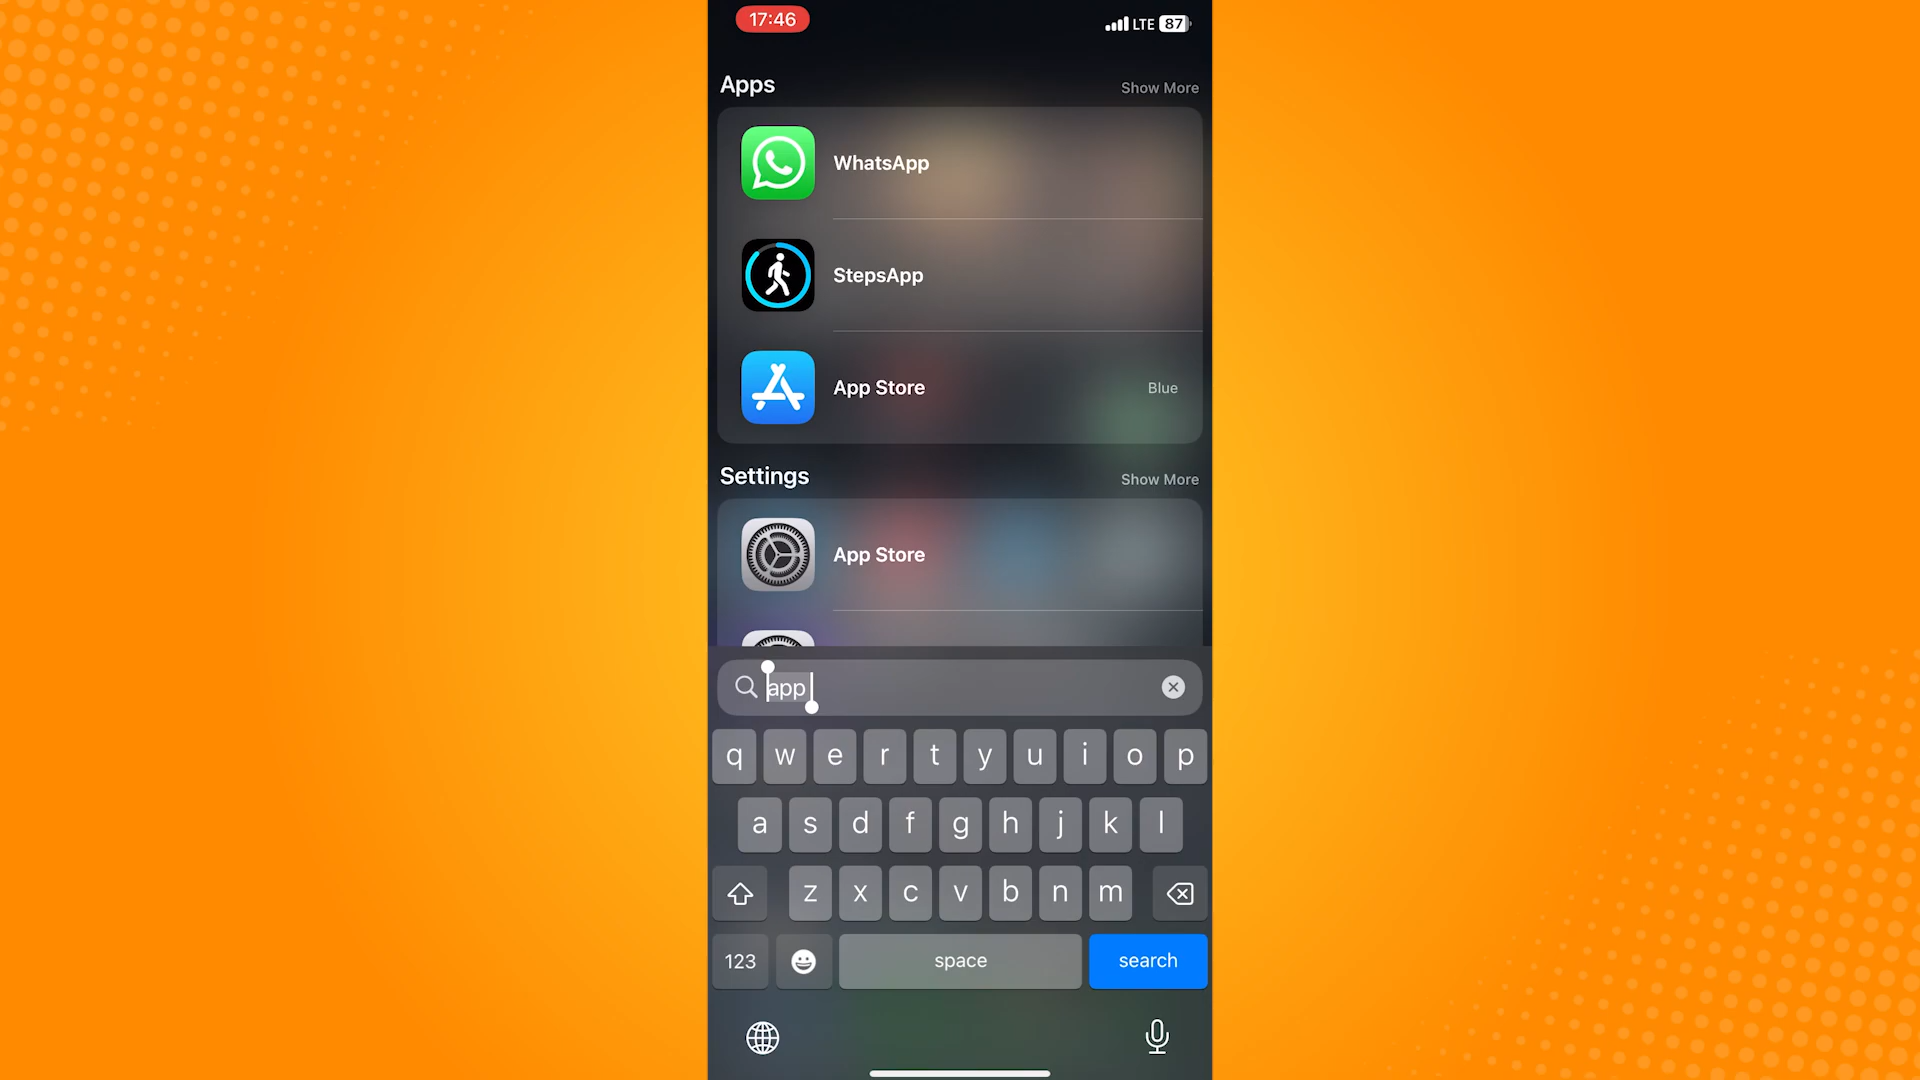 17:46
LTE 87
Apps Show More
WhatsApp
StepsApp
App Store Blue
Settings Show More
App Store
app
q w e r t y u i o p
a s d f g h j k l
z x c v b n m
123 space search